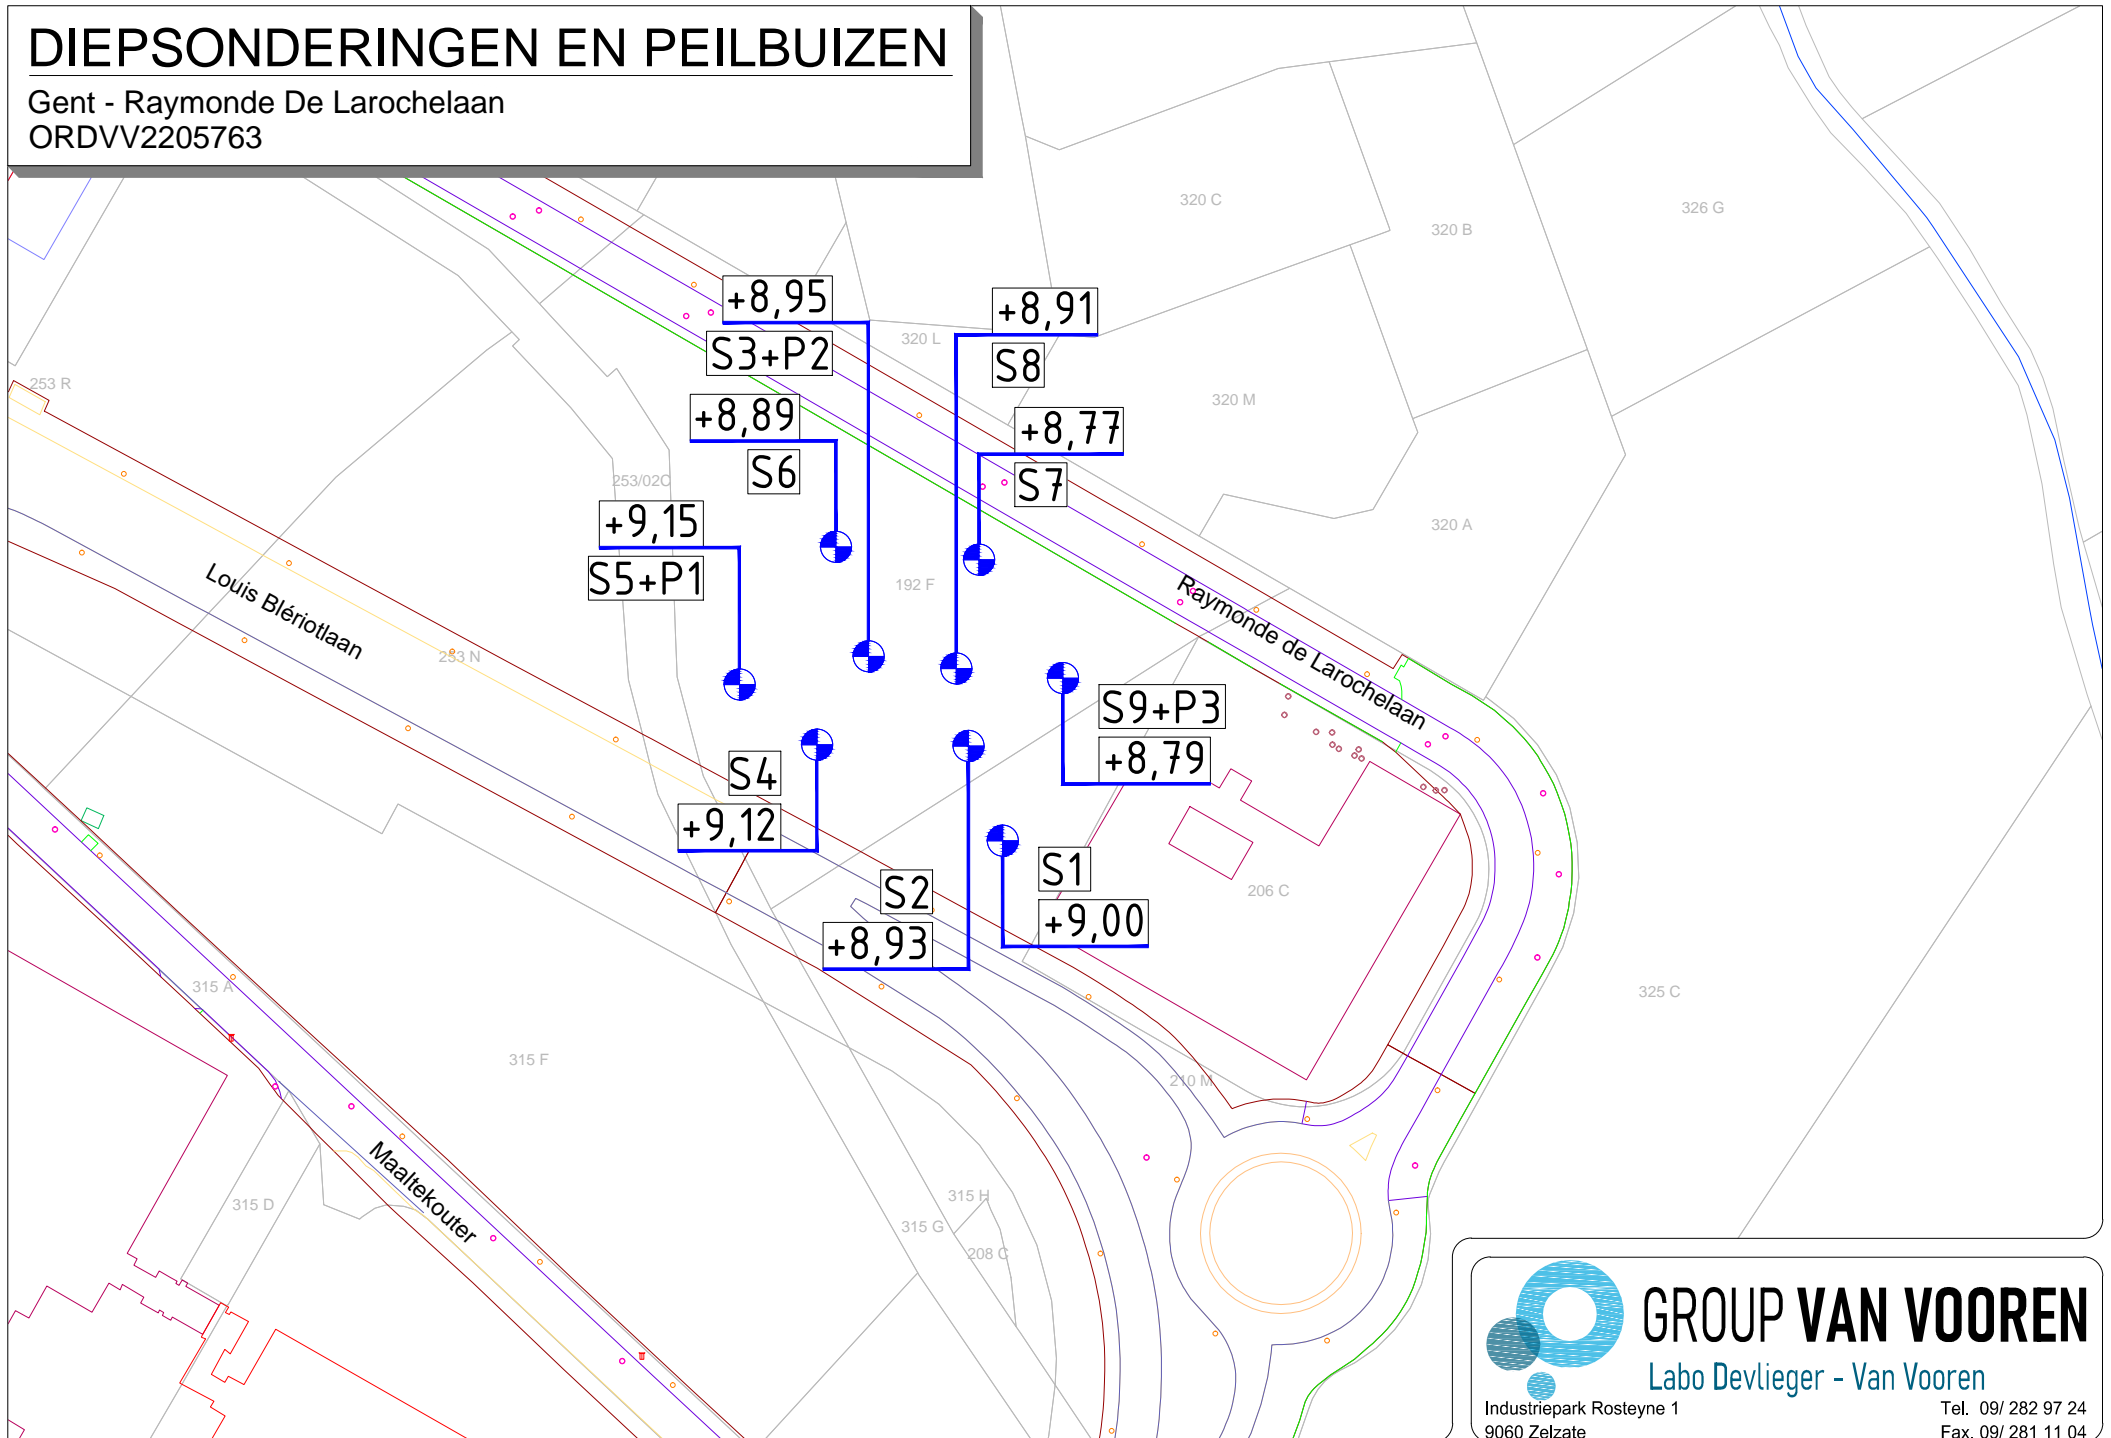 DIEPSONDERINGEN EN PEILBUIZEN
Gent - Raymonde De Larochelaan
ORDVV2205763
320 C
326 G
320 B
+8,95
+8,91
320 L
S3+P2
S8
253 R
320 M
+8,89
+8,77
S6
253/02C
S7
+9,15
320 A
S5+P1
192 F
Louis Blériotlaan
Raymonde de Larochelaan
253 N
S9+P3
S4
+8,79
+9,12
S1
S2
206 C
+9,00
+8,93
315 A
325 C
315 F
210 M
Maaltekouter
315 D
315 H
315 G
208 C
GROUP VAN VOOREN
Labo Devlieger - Van Vooren
Industriepark Rosteyne 1
Tel. 09/ 282 97 24
9060 Zelzate
Fax. 09/ 281 11 04